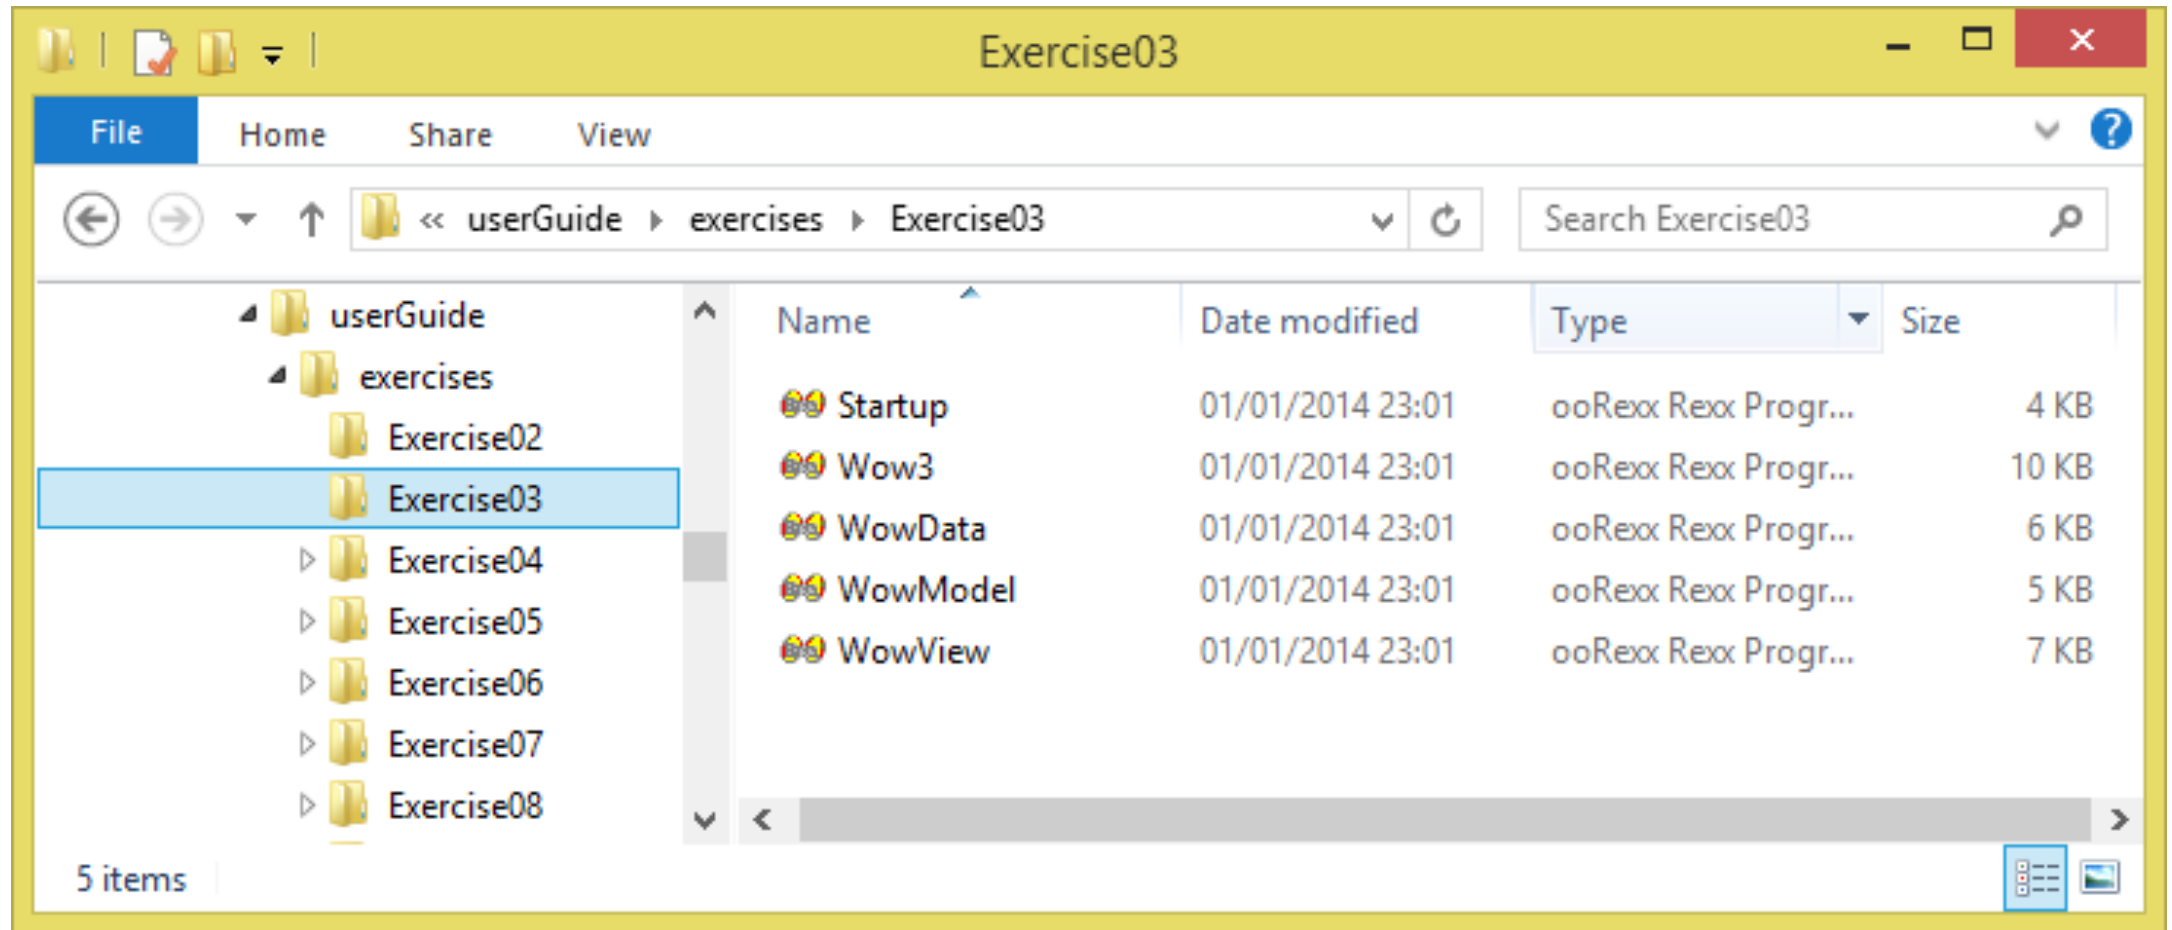 Exercise03
File Home Share View
« userGuide exercises Exercise03
Search Exercise03
userGuide
exercises
Exercise02
Exercise03
Exercise04
Exercise05
Exercise06
Exercise07
Exercise08
Name Date modified Type Size
Startup 01/01/2014 23:01 ooRexx Rexx Progr... 4 KB
Wow3 01/01/2014 23:01 ooRexx Rexx Progr... 10 KB
WowData 01/01/2014 23:01 ooRexx Rexx Progr... 6 KB
WowModel 01/01/2014 23:01 ooRexx Rexx Progr... 5 KB
WowView 01/01/2014 23:01 ooRexx Rexx Progr... 7 KB
5 items